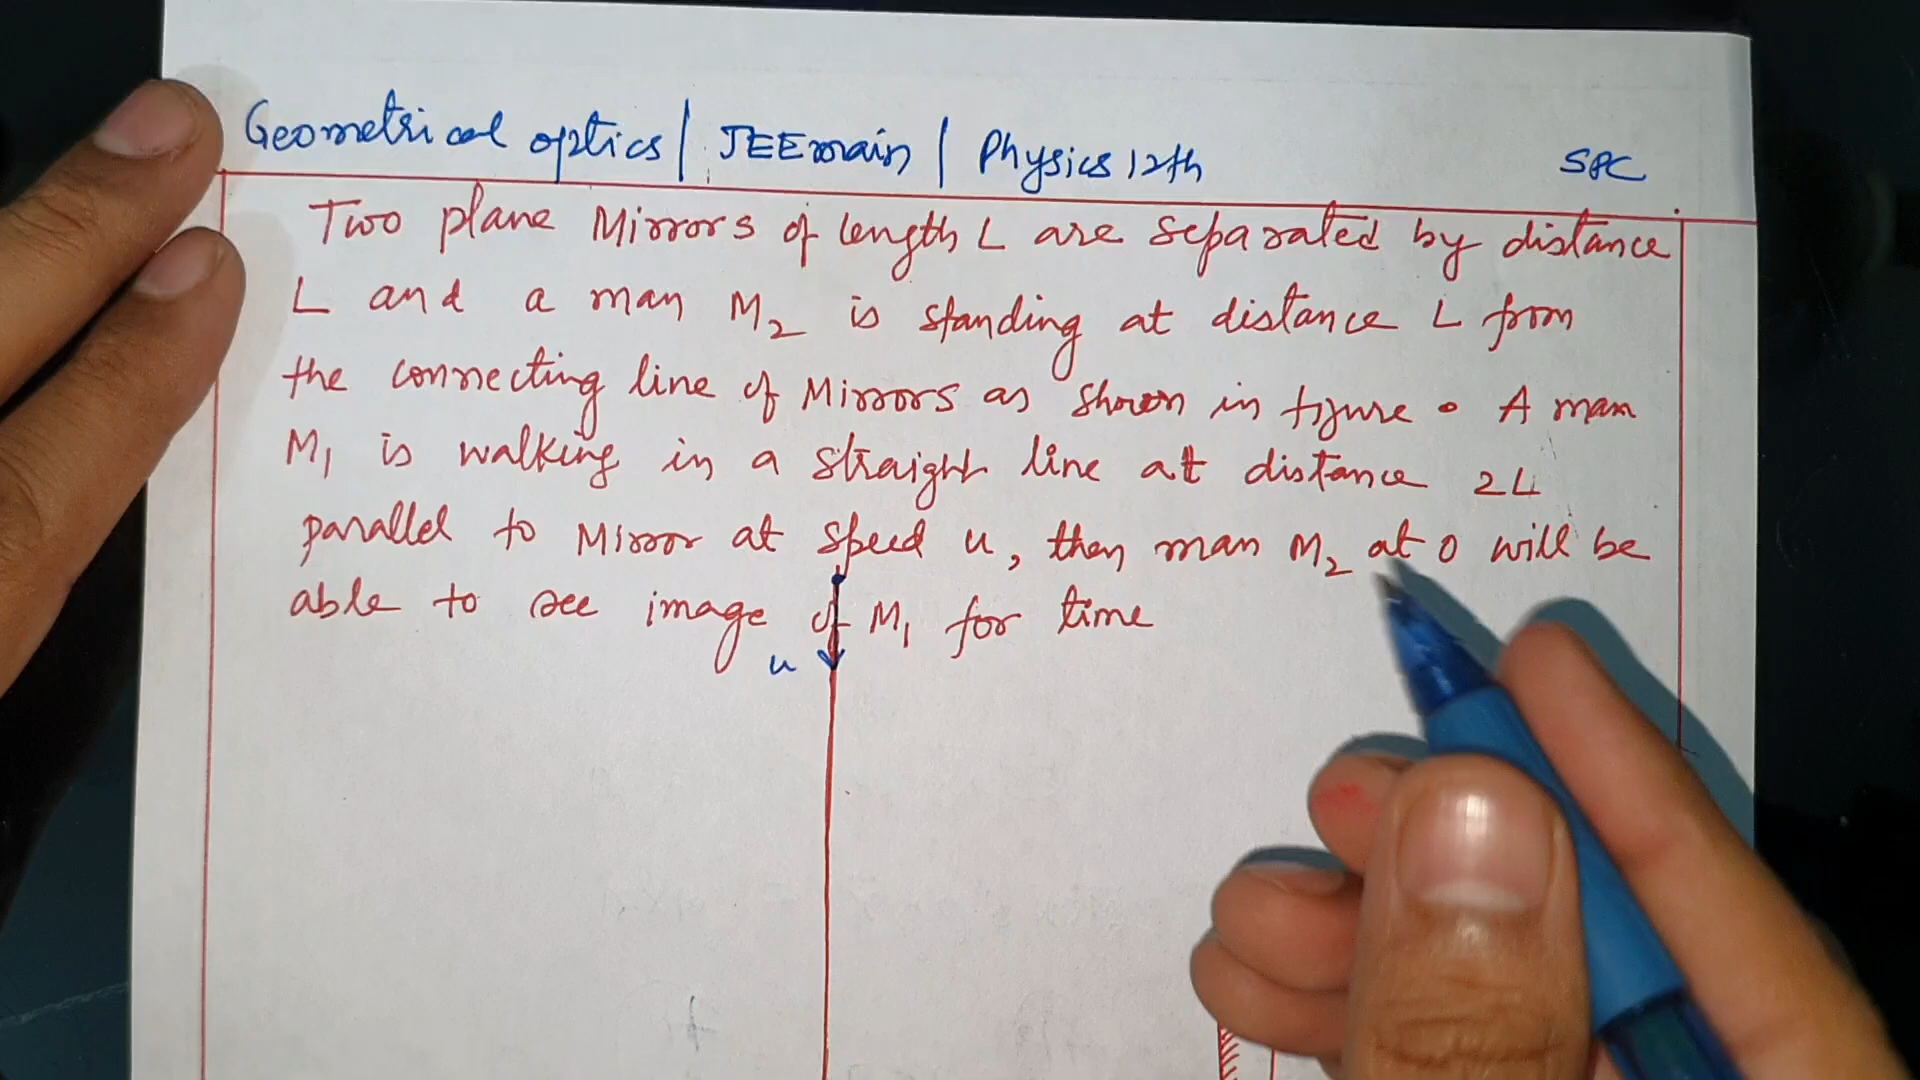 Geometrical optics | JEE main | Physics 12th
SPC
Two plane Mirrors of length L are separated by distance
L and a man M2 is standing at distance L from
the connecting line of Mirrors as shown in figure. A man
M1 is walking in a straight line at distance 2L
parallel to Mirror at speed u, then man M2 at O will be
able to see image of M1 for time
u